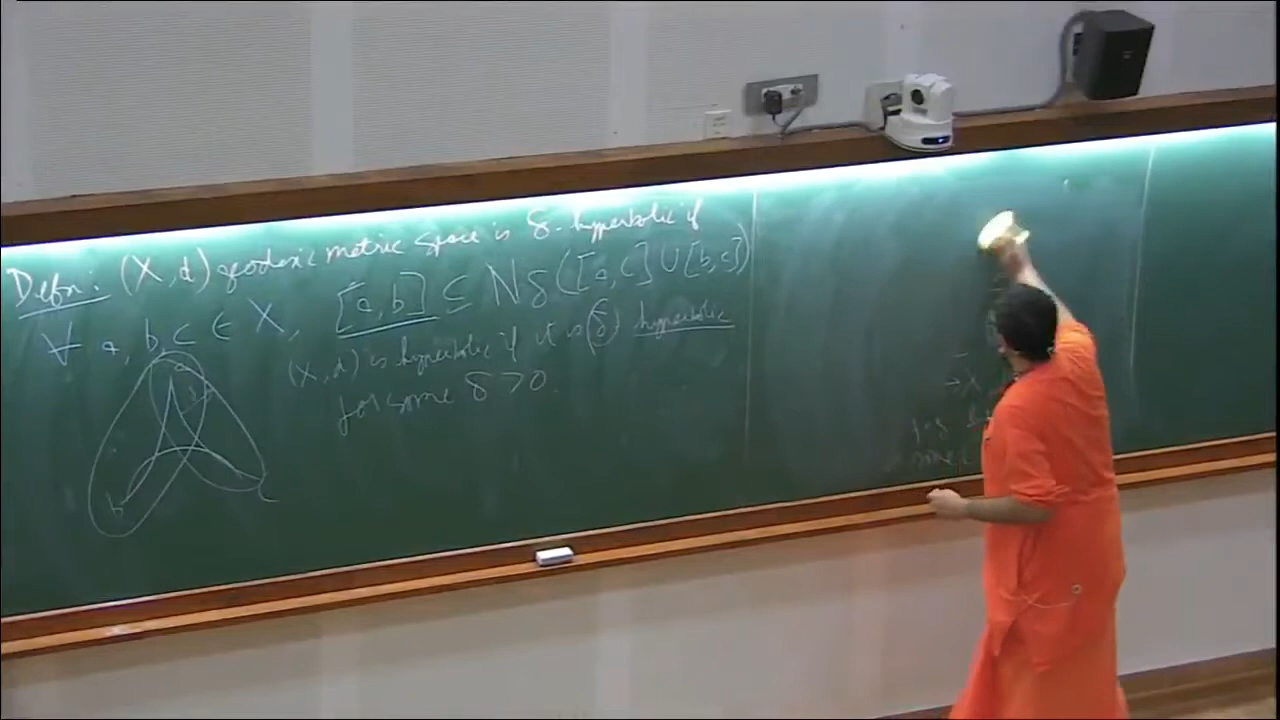 Defn: (X, d) geodesic metric space is δ-hyperbolic if
∀ a, b, c ∈ X, [a, b] ⊆ Nδ([a, c] ∪ [b, c])
(X, d) is hyperbolic if it is (δ) hyperbolic
for some δ > 0.
a
δ
b
c
→ X